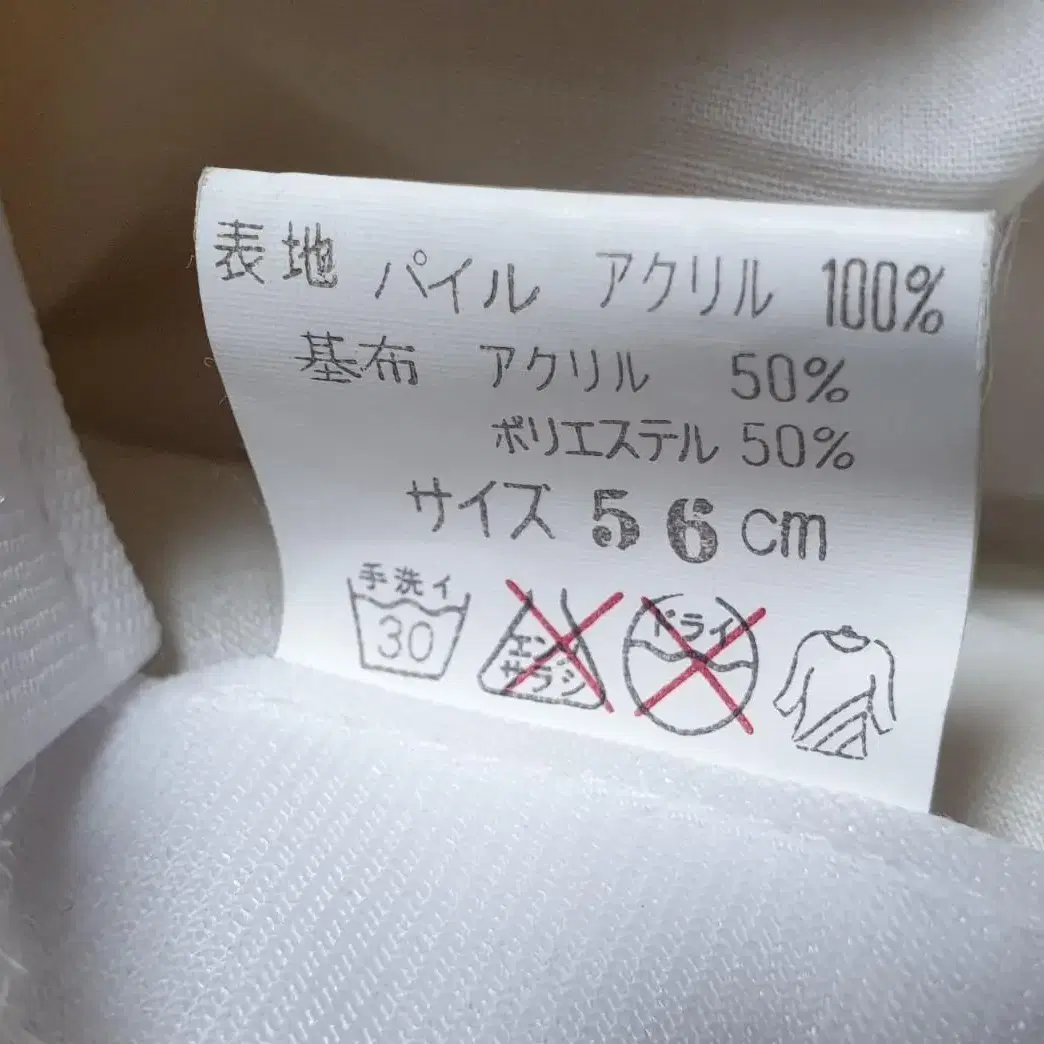 表地 パイル アクリル 100%
基布 アクリル 50%
ポリエステル 50%
サイズ 56cm
手洗イ
30
エンソ
サラシ
ドライ